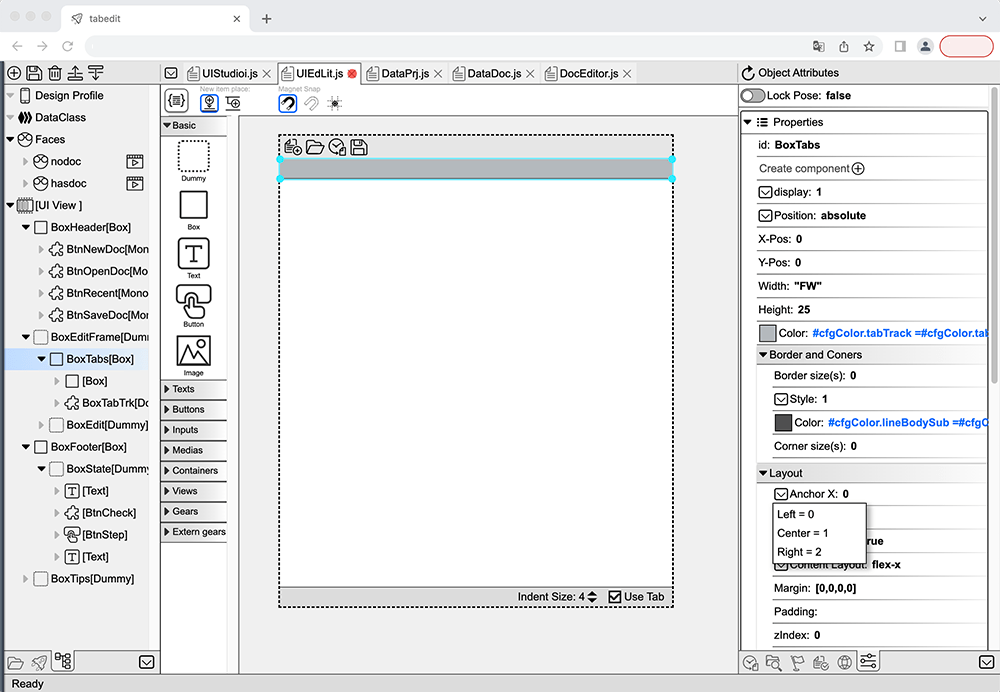 tabedit
UIStudioi.js
UIEdLit.js
DataPrj.js
DataDoc.js
DocEditor.js
Object Attributes
Design Profile
DataClass
Faces
nodoc
hasdoc
[UI View ]
BoxHeader[Box]
BtnNewDoc[Mon
BtnOpenDoc[Mo
BtnRecent[Mono
BtnSaveDoc[Mon
BoxEditFrame[Dumm
BoxTabs[Box]
[Box]
BoxTabTrk[Do
BoxEdit[Dummy]
BoxFooter[Box]
BoxState[Dummy
[Text]
[BtnCheck]
[BtnStep]
[Text]
BoxTips[Dummy]
Ready
New item place:
Magnet Snap
Basic
Dummy
Box
Text
Button
Image
Texts
Buttons
Inputs
Medias
Containers
Views
Gears
Extern gears
Indent Size: 4
Use Tab
Lock Pose: false
Properties
id: BoxTabs
Create component
display: 1
Position: absolute
X-Pos: 0
Y-Pos: 0
Width: "FW"
Height: 25
Color: #cfgColor.tabTrack =#cfgColor.tal
Border and Coners
Border size(s): 0
Style: 1
Color: #cfgColor.lineBodySub =#cfgC
Corner size(s): 0
Layout
Anchor X: 0
Left = 0
Center = 1
Right = 2
rue
Content Layout: flex-x
Margin: [0,0,0,0]
Padding:
zIndex: 0